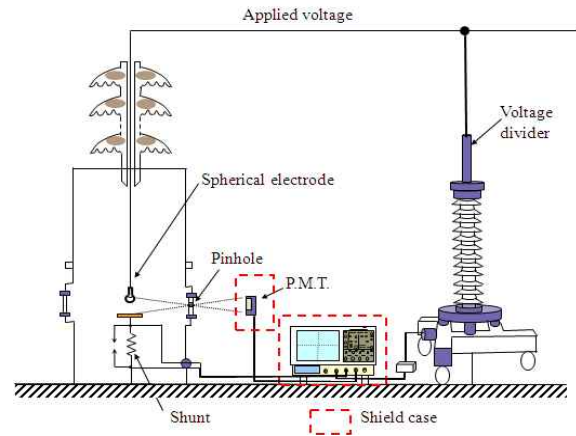 Applied voltage
Voltage
divider
Spherical electrode
Pinhole
P.M.T.
Shunt
Shield case